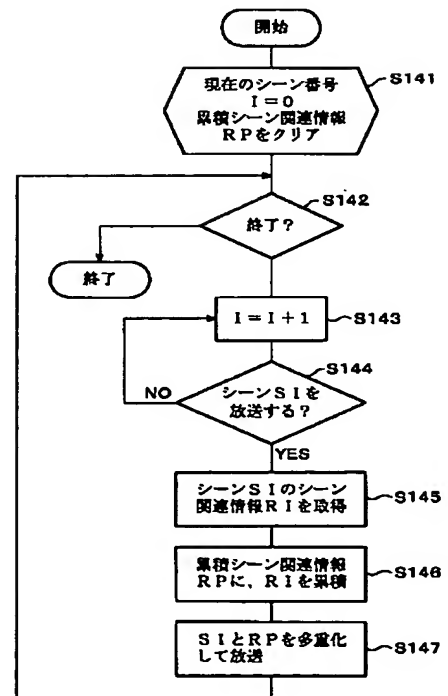 開始
現在のシーン番号
I=0
累積シーン関連情報
RPをクリア
S141
終了?
S142
終了
I=I+1
S143
シーンSIを
放送する?
S144
NO
YES
シーンSIのシーン
関連情報RIを取得
S145
累積シーン関連情報
RPに、RIを累積
S146
SIとRPを多重化
して放送
S147